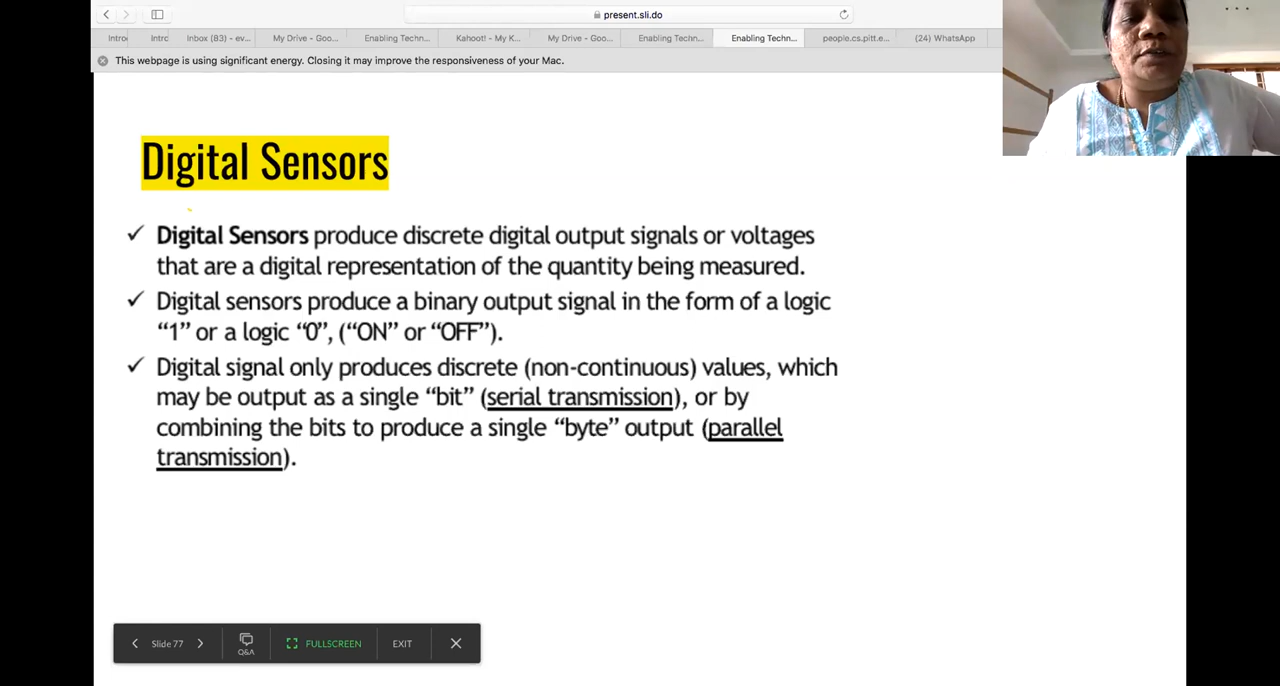 present.sli.do
Introd
Intro
Inbox (83) - ev...
My Drive - Goo...
Enabling Techn...
Kahoot! - My K...
My Drive - Goo...
Enabling Techn...
Enabling Techn...
people.cs.pitt.e...
(24) WhatsApp
This webpage is using significant energy. Closing it may improve the responsiveness of your Mac.
Digital Sensors
✓ Digital Sensors produce discrete digital output signals or voltages
that are a digital representation of the quantity being measured.
✓ Digital sensors produce a binary output signal in the form of a logic
“1” or a logic “0”, (“ON” or “OFF”).
✓ Digital signal only produces discrete (non-continuous) values, which
may be output as a single “bit” (serial transmission), or by
combining the bits to produce a single “byte” output (parallel
transmission).
Slide 77
Q&A
FULLSCREEN
EXIT